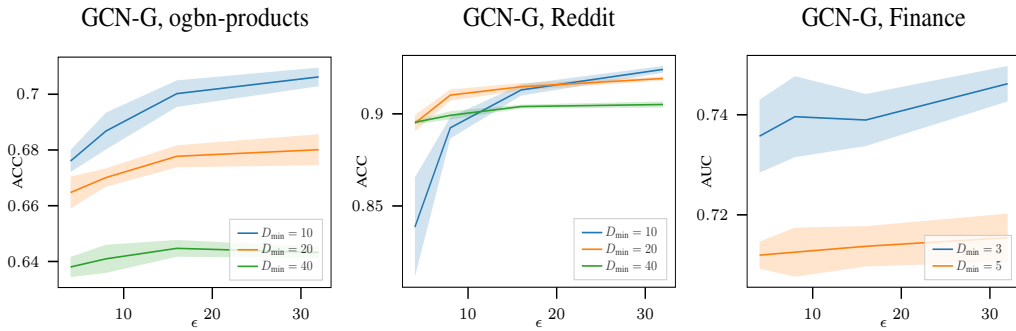 GCN-G, ogbn-products
ACC
0.7
0.68
0.66
0.64
10
20
30
ϵ
D_min = 10
D_min = 20
D_min = 40
GCN-G, Reddit
ACC
0.9
0.85
10
20
30
ϵ
D_min = 10
D_min = 20
D_min = 40
GCN-G, Finance
AUC
0.74
0.72
10
20
30
ϵ
D_min = 3
D_min = 5